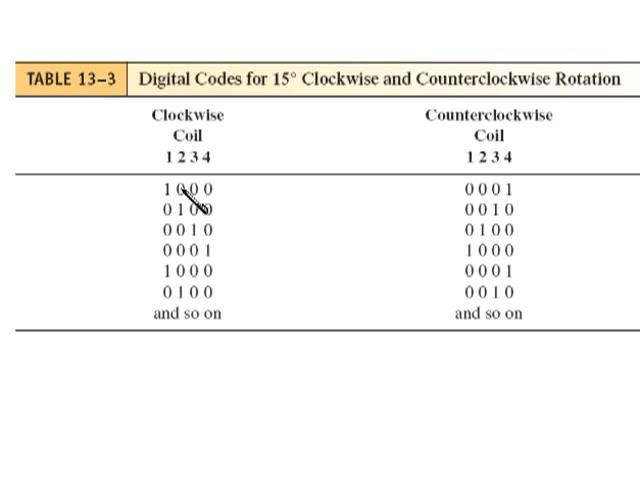 TABLE 13–3 Digital Codes for 15° Clockwise and Counterclockwise Rotation
Clockwise Counterclockwise
Coil Coil
1 2 3 4 1 2 3 4
1 0 0 0 0 0 0 1
0 1 0 0 0 0 1 0
0 0 1 0 0 1 0 0
0 0 0 1 1 0 0 0
1 0 0 0 0 0 0 1
0 1 0 0 0 0 1 0
and so on and so on